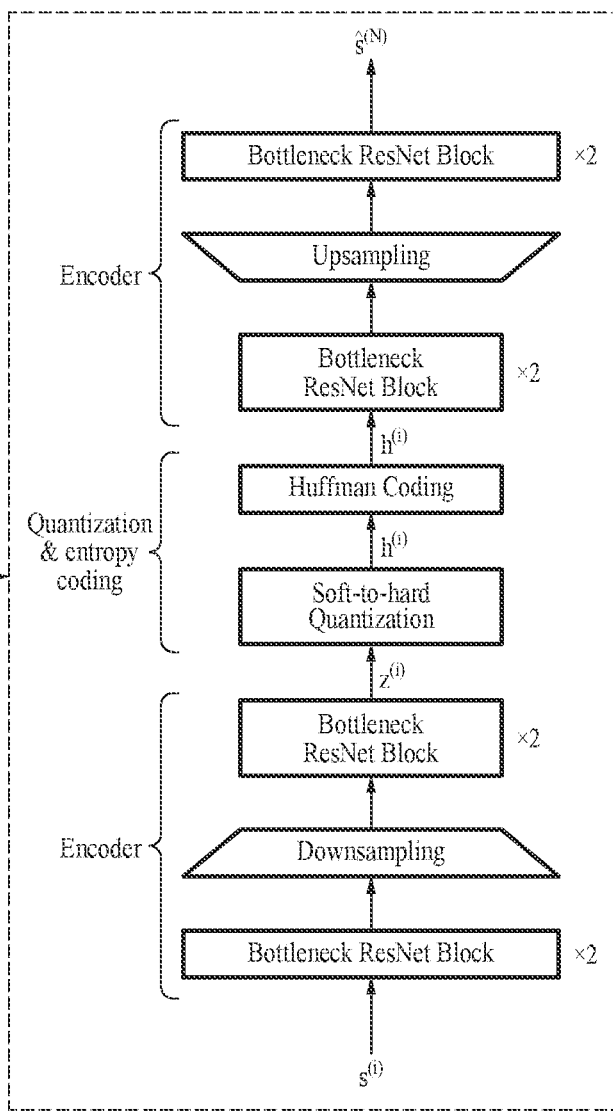 ŝ⁽ᴺ⁾
Bottleneck ResNet Block ×2
Upsampling
Encoder
Bottleneck
ResNet Block ×2
h⁽ⁱ⁾
Huffman Coding
Quantization
& entropy
coding
h⁽ⁱ⁾
Soft-to-hard
Quantization
z⁽ⁱ⁾
Bottleneck
ResNet Block ×2
Encoder
Downsampling
Bottleneck ResNet Block ×2
s⁽ⁱ⁾